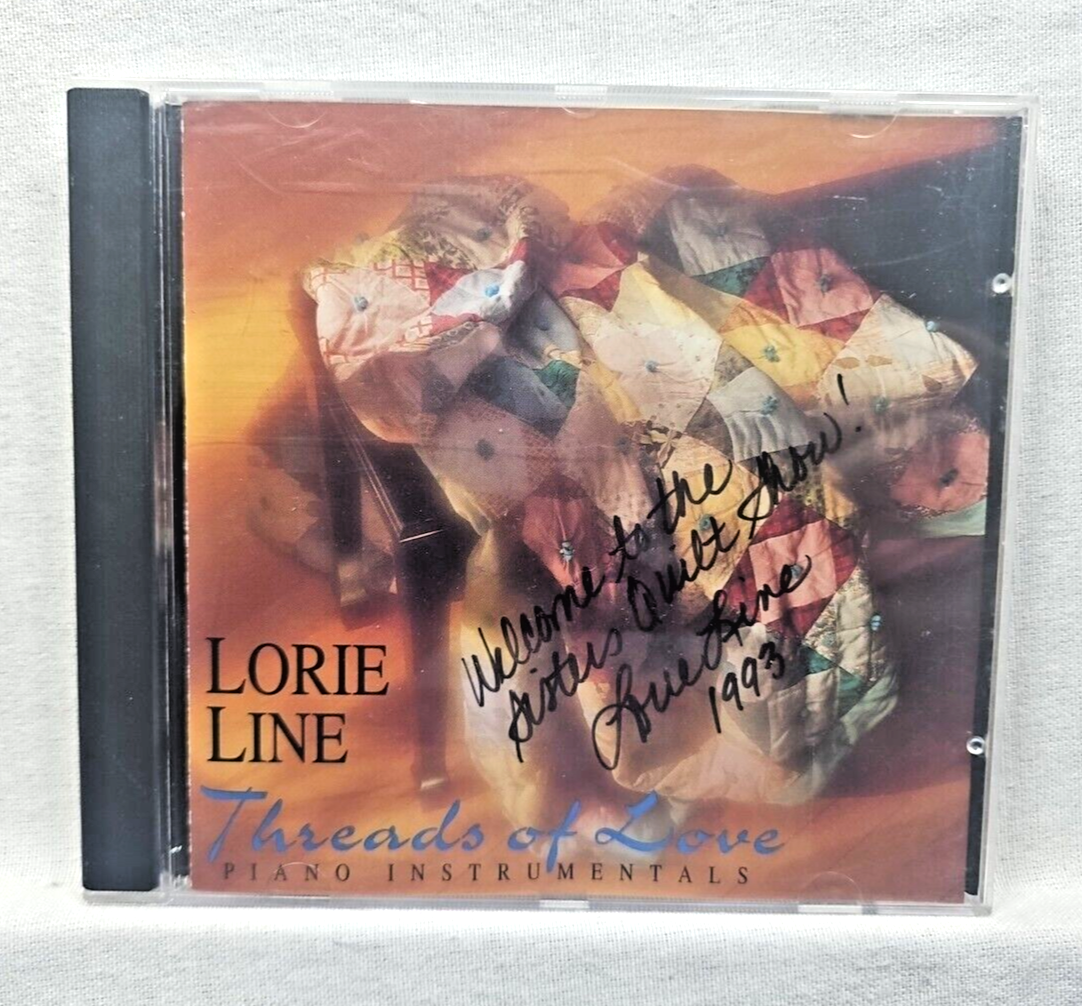 Welcome to the
Sisters Quilt Show!
Lorie Line
1993
LORIE
LINE
Threads of Love
PIANO INSTRUMENTALS